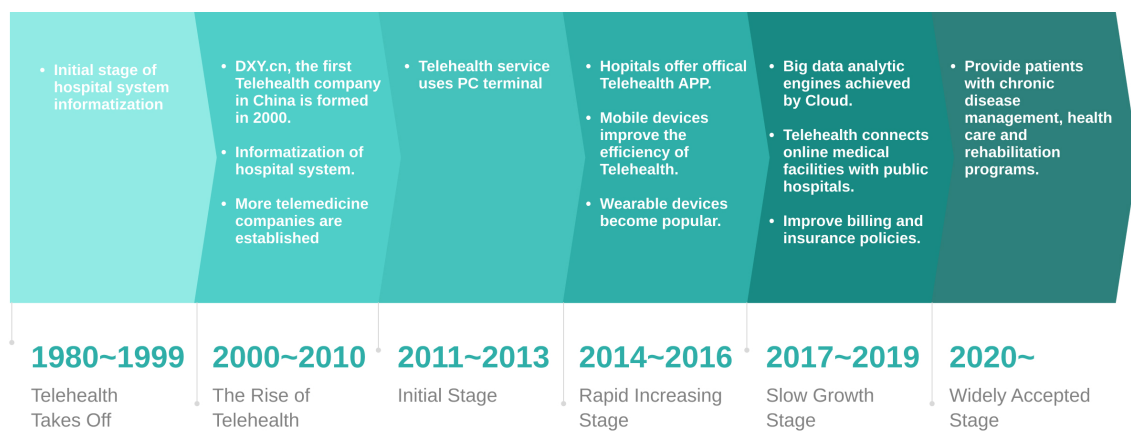 • Initial stage of
hospital system
informatization
• DXY.cn, the first
Telehealth company
in China is formed
in 2000.
• Informatization of
hospital system.
• More telemedicine
companies are
established
• Telehealth service
uses PC terminal
• Hopitals offer offical
Telehealth APP.
• Mobile devices
improve the
efficiency of
Telehealth.
• Wearable devices
become popular.
• Big data analytic
engines achieved
by Cloud.
• Telehealth connects
online medical
facilities with public
hospitals.
• Improve billing and
insurance policies.
• Provide patients
with chronic
disease
management, health
care and
rehabilitation
programs.
1980~1999
Telehealth
Takes Off
2000~2010
The Rise of
Telehealth
2011~2013
Initial Stage
2014~2016
Rapid Increasing
Stage
2017~2019
Slow Growth
Stage
2020~
Widely Accepted
Stage